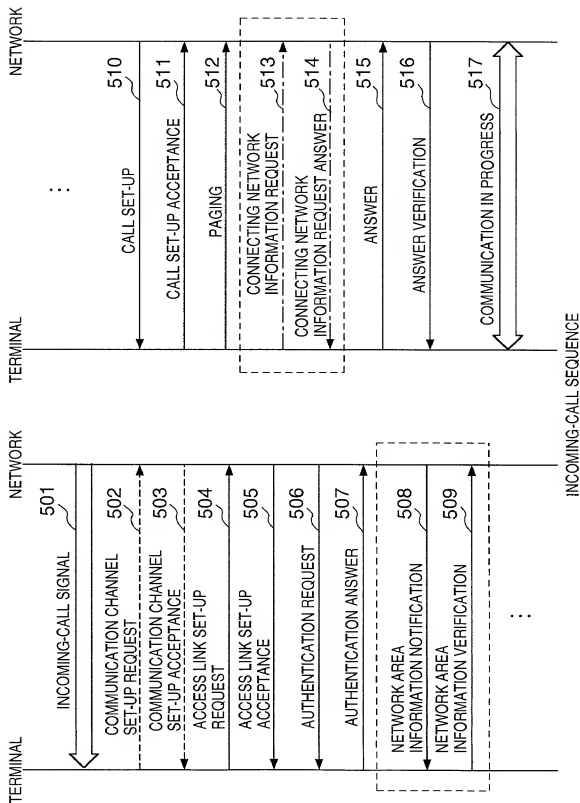 TERMINAL
NETWORK
INCOMING-CALL SIGNAL
501
COMMUNICATION CHANNEL
SET-UP REQUEST
502
COMMUNICATION CHANNEL
SET-UP ACCEPTANCE
503
ACCESS LINK SET-UP
REQUEST
504
ACCESS LINK SET-UP
ACCEPTANCE
505
AUTHENTICATION REQUEST
506
AUTHENTICATION ANSWER
507
NETWORK AREA
INFORMATION NOTIFICATION
508
NETWORK AREA
INFORMATION VERIFICATION
509
...
TERMINAL
NETWORK
...
CALL SET-UP
510
CALL SET-UP ACCEPTANCE
511
PAGING
512
CONNECTING NETWORK
INFORMATION REQUEST
513
CONNECTING NETWORK
INFORMATION REQUEST ANSWER
514
ANSWER
515
ANSWER VERIFICATION
516
COMMUNICATION IN PROGRESS
517
INCOMING-CALL SEQUENCE